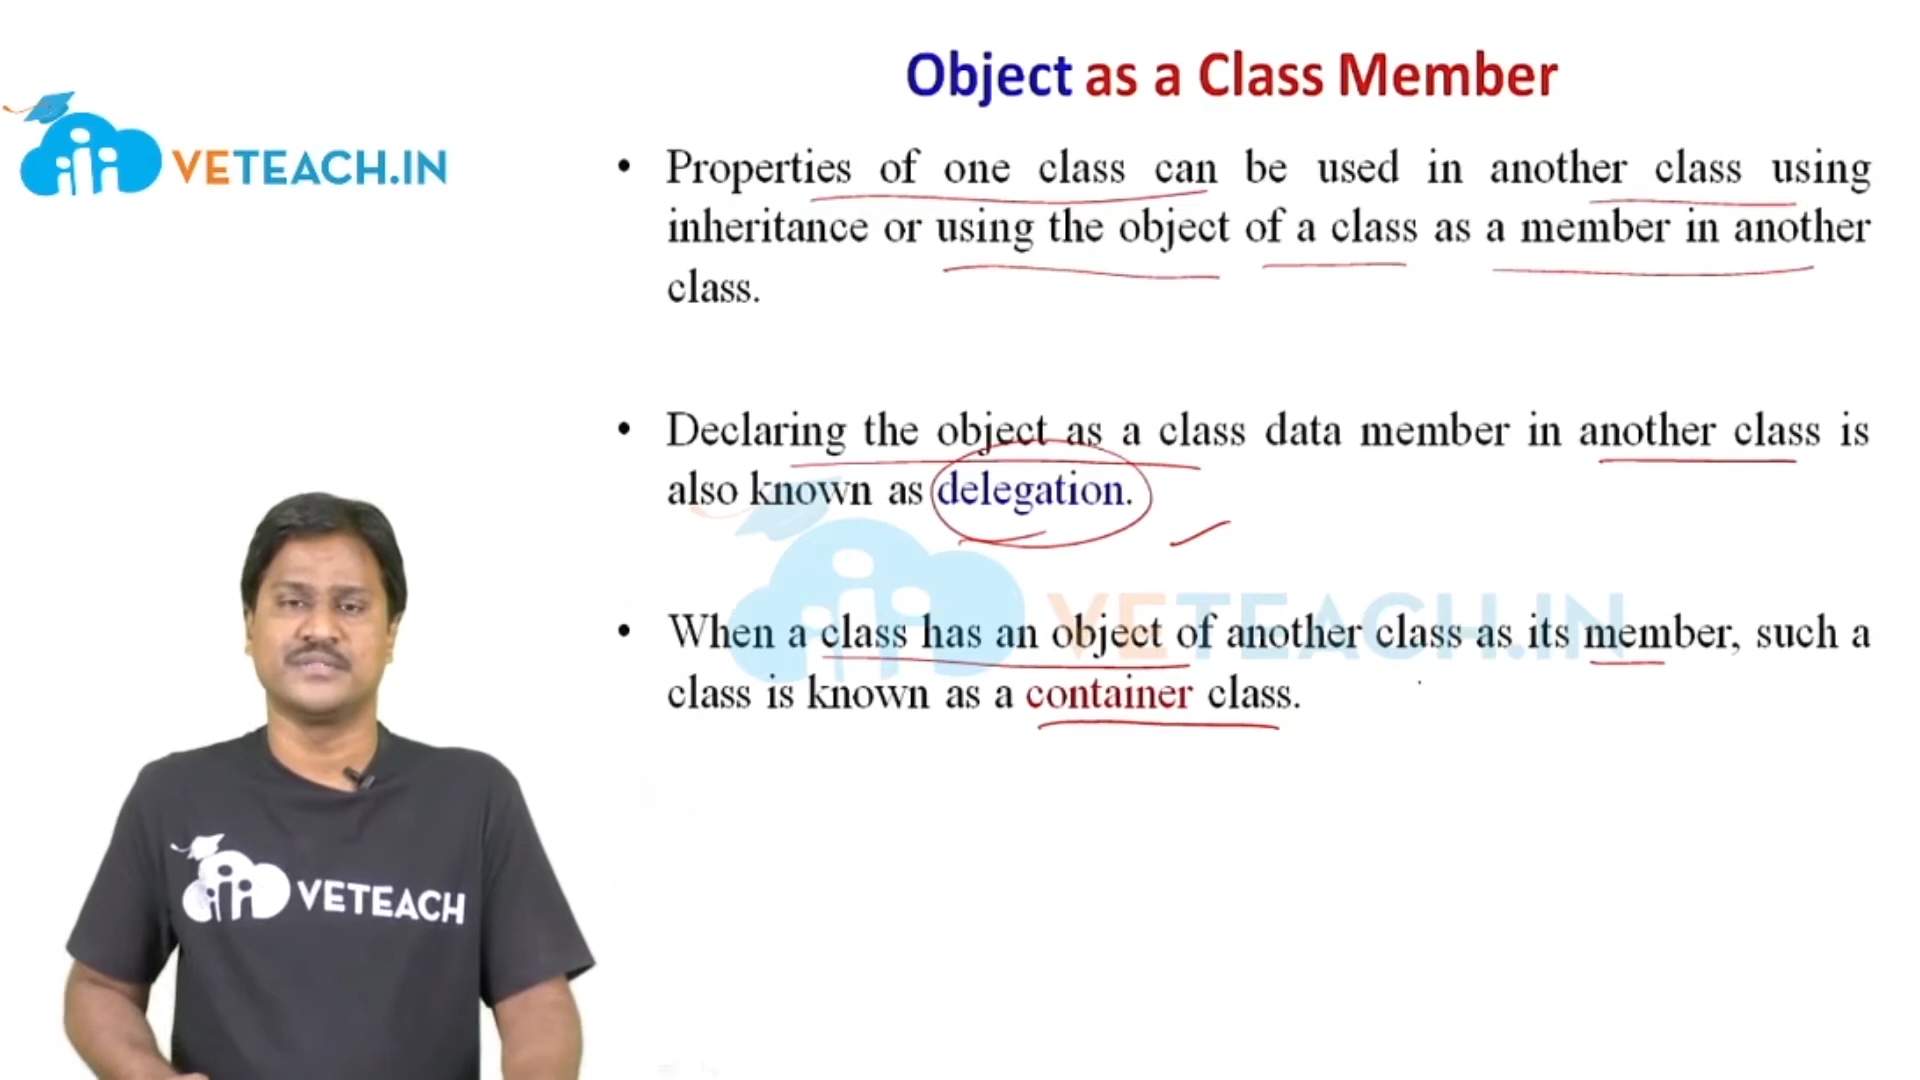 Object as a Class Member
VETEACH.IN
• Properties of one class can be used in another class using
inheritance or using the object of a class as a member in another
class.
• Declaring the object as a class data member in another class is
also known as delegation.
VETEACH.IN
• When a class has an object of another class as its member, such a
class is known as a container class.
VETEACH